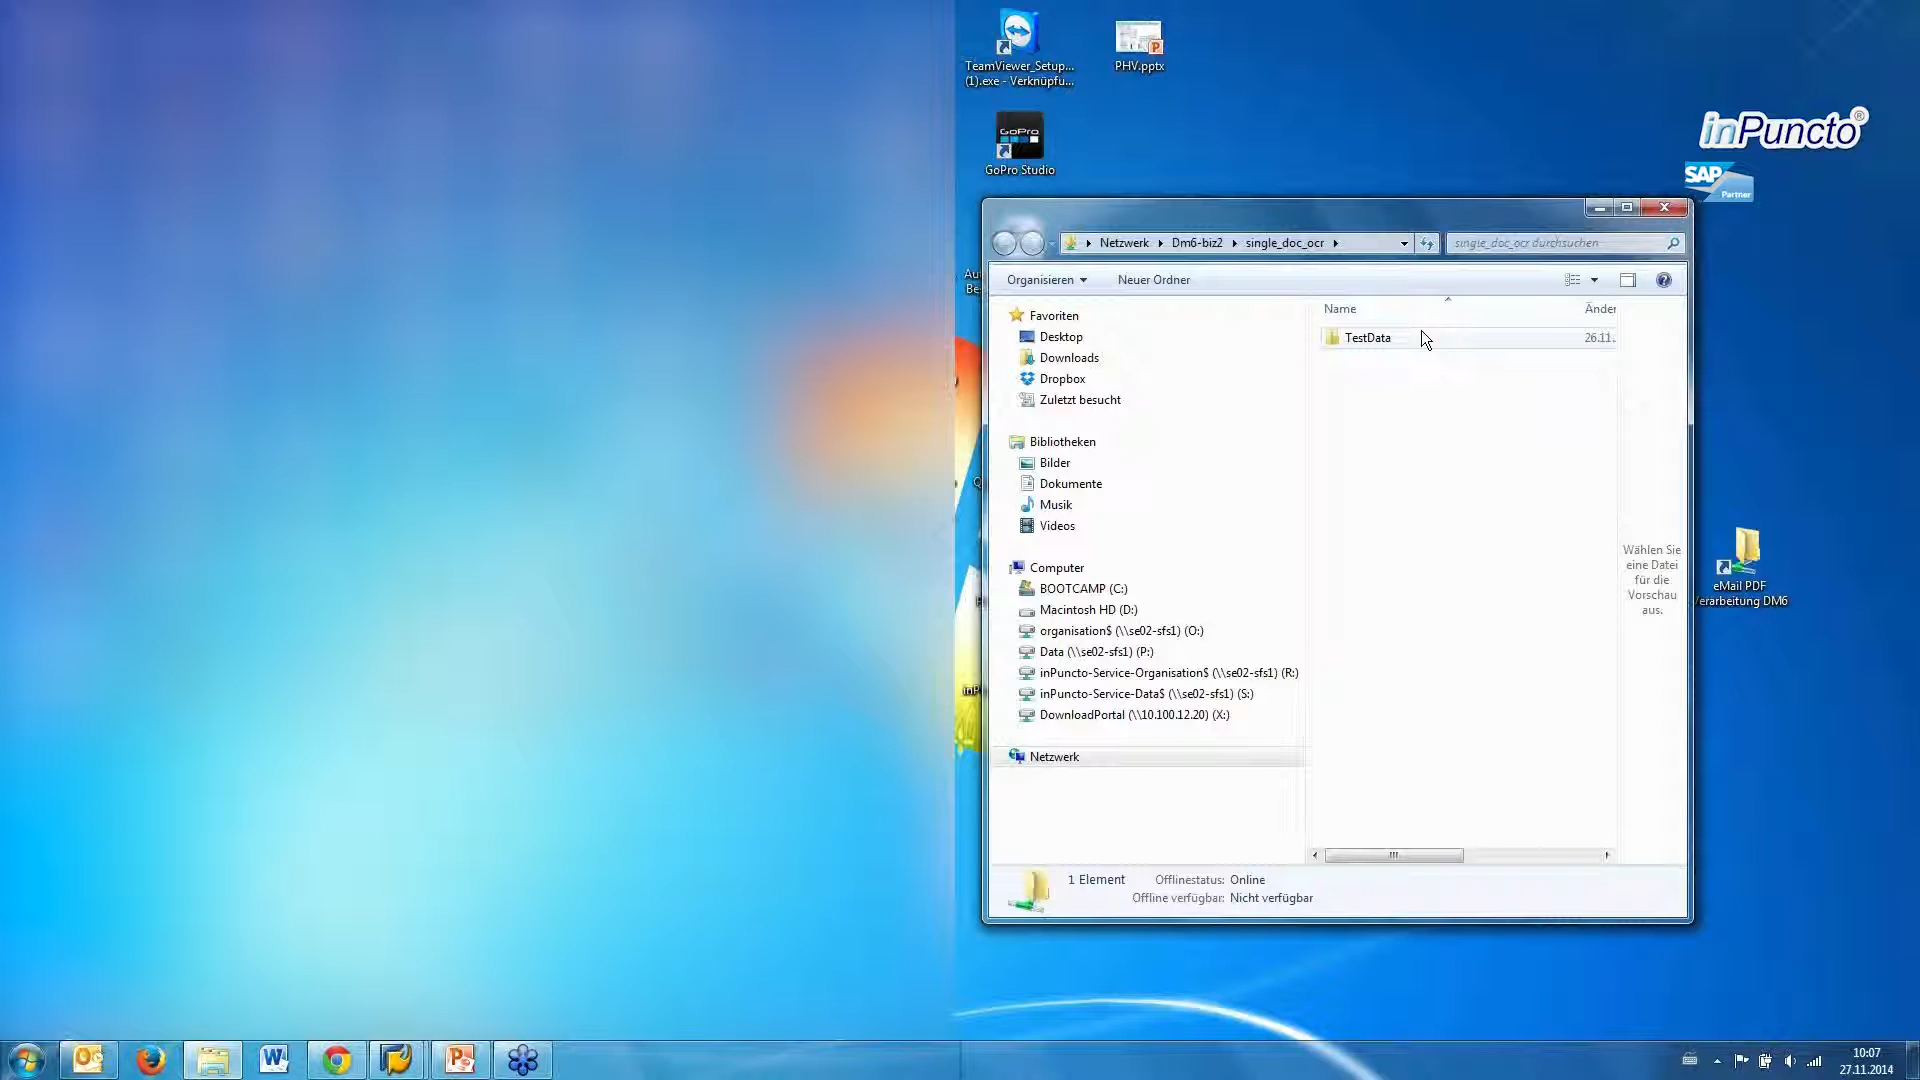 TeamViewer_Setup...
(1).exe - Verknüpfu...
PHV.pptx
GoPro
GoPro Studio
inPuncto®
SAP
Partner
Netzwerk
Dm6-biz2
single_doc_ocr
single_doc_ocr durchsuchen
Organisieren
Neuer Ordner
Favoriten
Desktop
Downloads
Dropbox
Zuletzt besucht
Bibliotheken
Bilder
Dokumente
Musik
Videos
Computer
BOOTCAMP (C:)
Macintosh HD (D:)
organisation$ (\\se02-sfs1) (O:)
Data (\\se02-sfs1) (P:)
inPuncto-Service-Organisation$ (\\se02-sfs1) (R:)
inPuncto-Service-Data$ (\\se02-sfs1) (S:)
DownloadPortal (\\10.100.12.20) (X:)
Netzwerk
Name
Änder
TestData
26.11.
Wählen Sie
eine Datei
für die
Vorschau
aus.
1 Element
Offlinestatus: Online
Offline verfügbar: Nicht verfügbar
Au
Be
inP
eMail PDF
Verarbeitung DM6
10:07
27.11.2014